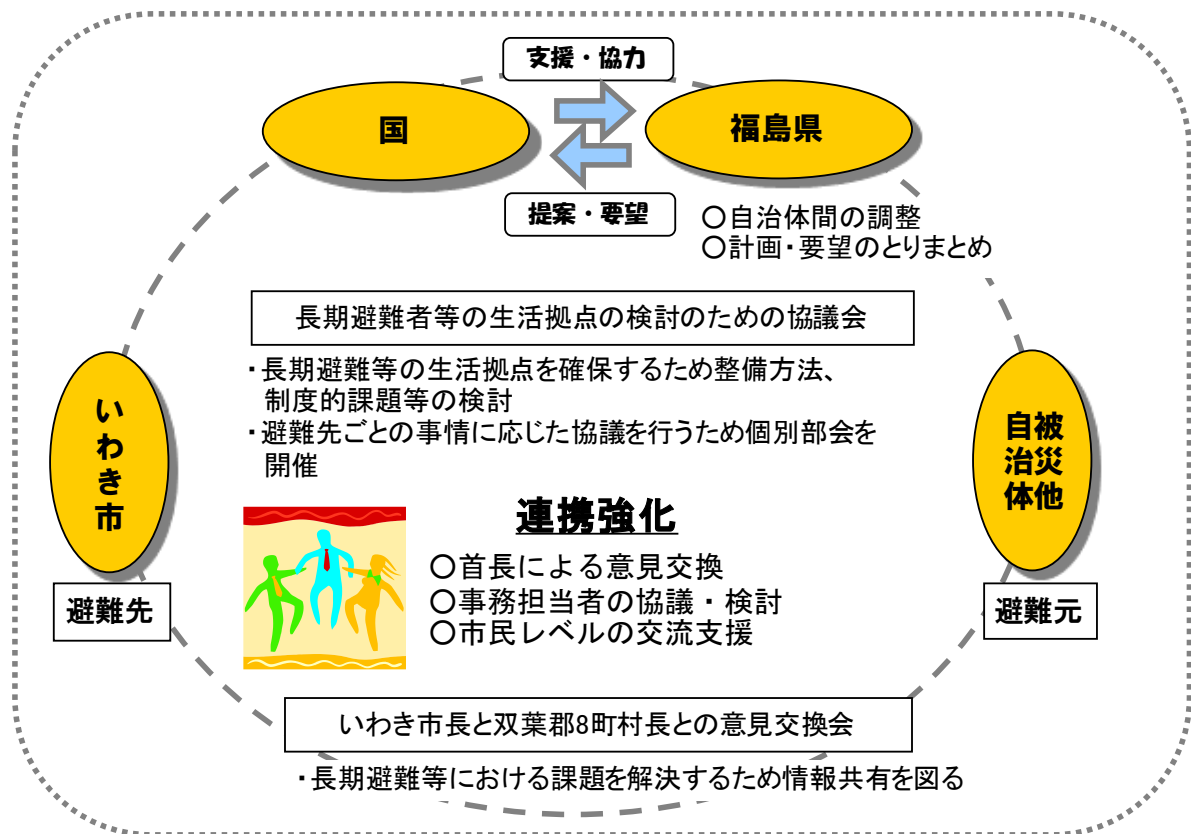 支援・協力
国
福島県
提案・要望
○自治体間の調整
○計画・要望のとりまとめ
長期避難者等の生活拠点の検討のための協議会
・長期避難等の生活拠点を確保するため整備方法、
制度的課題等の検討
・避難先ごとの事情に応じた協議を行うため個別部会を
開催
いわき市
避難先
被災他
自治体
避難元
連携強化
○首長による意見交換
○事務担当者の協議・検討
○市民レベルの交流支援
いわき市長と双葉郡8町村長との意見交換会
・長期避難等における課題を解決するため情報共有を図る